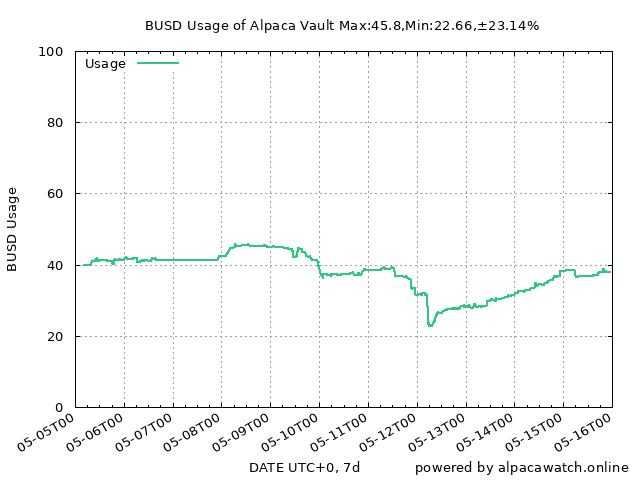 BUSD Usage of Alpaca Vault Max:45.8,Min:22.66,±23.14%
Usage
BUSD Usage
100
80
60
40
20
0
05-05T00
05-06T00
05-07T00
05-08T00
05-09T00
05-10T00
05-11T00
05-12T00
05-13T00
05-14T00
05-15T00
05-16T00
DATE UTC+0, 7d
powered by alpacawatch.online